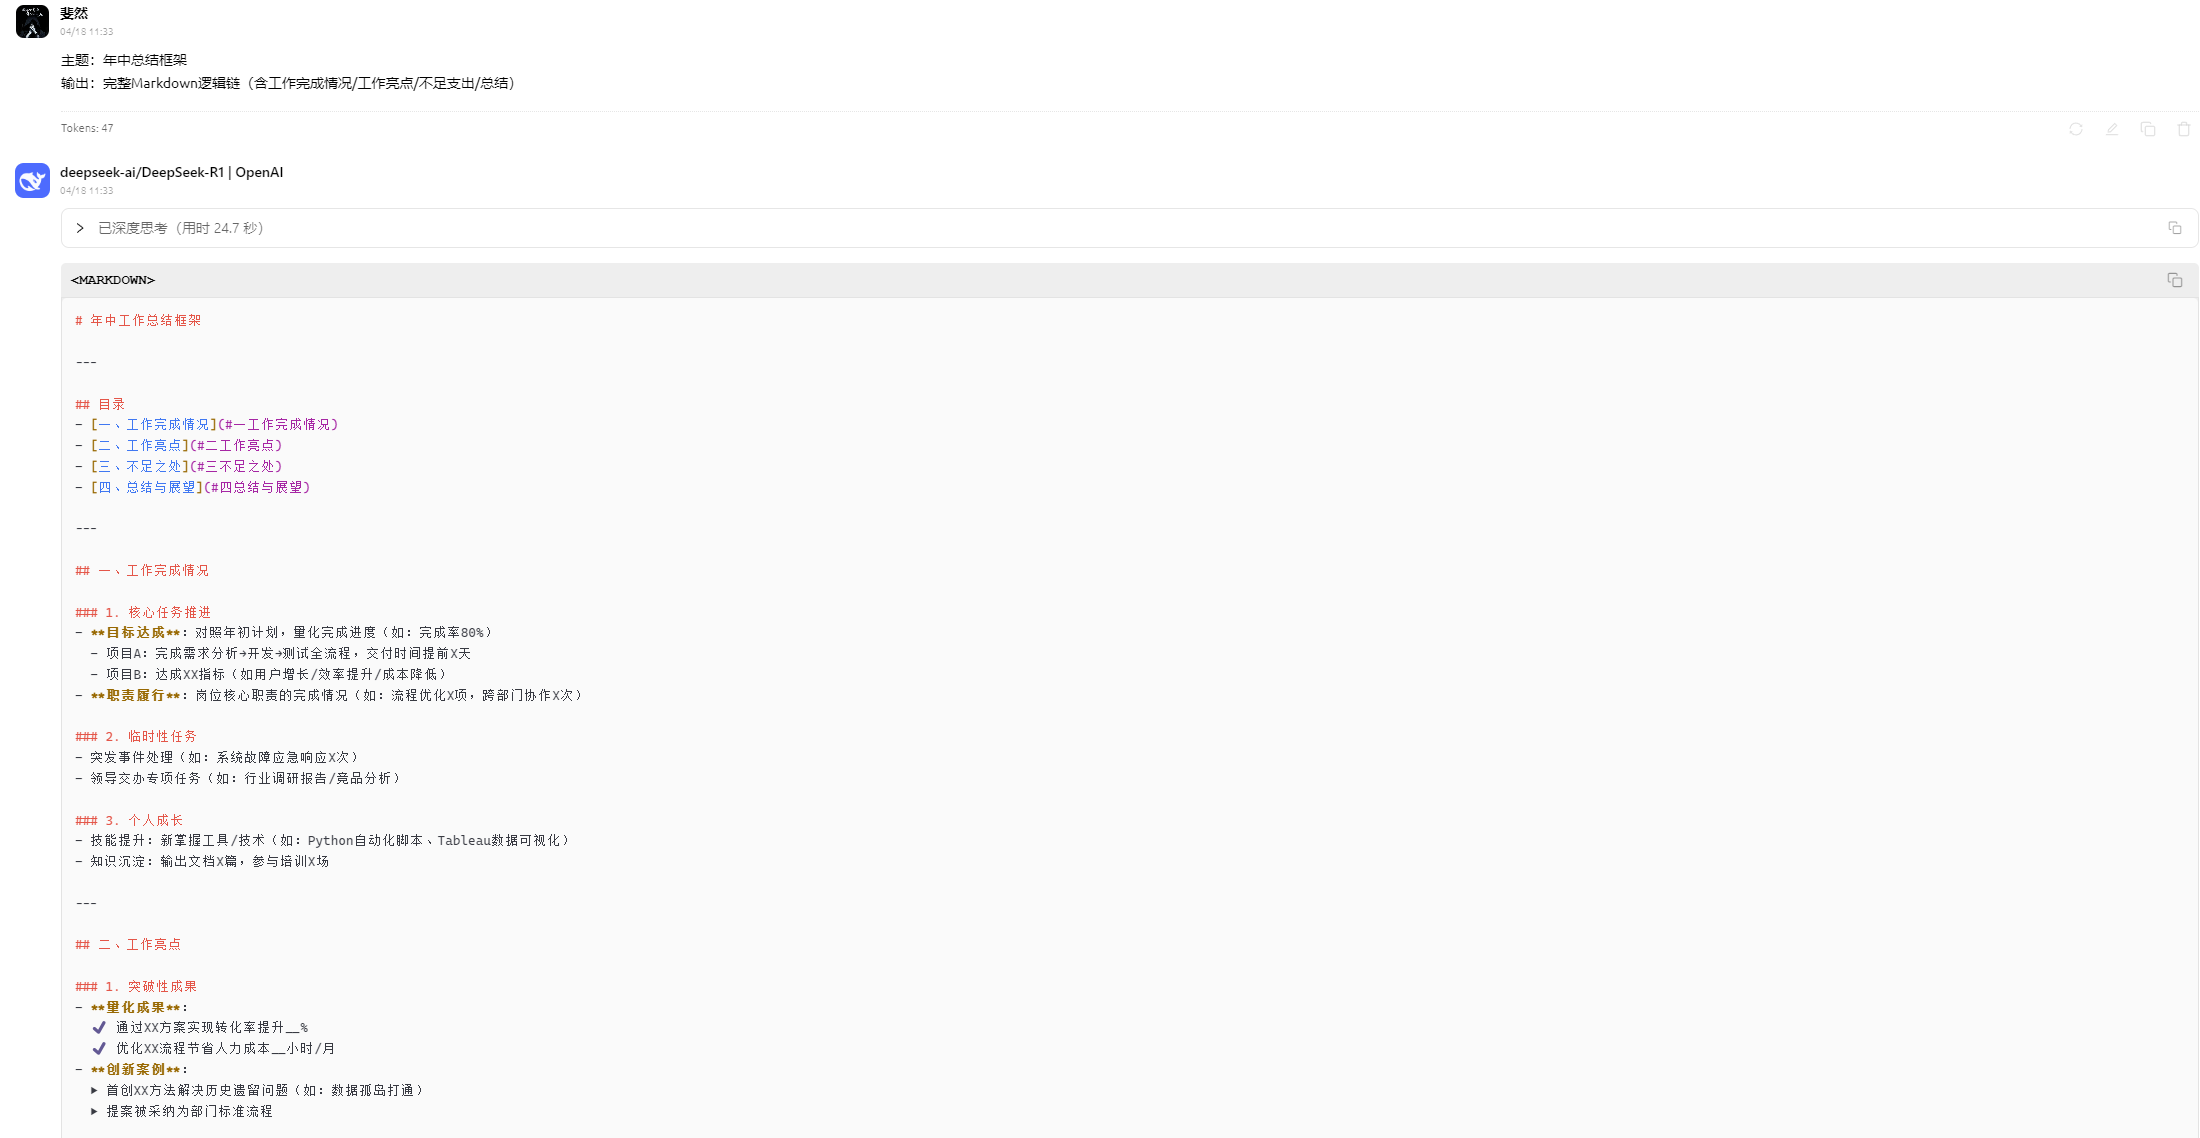 斐然
04/18 11:33
主题：年中总结框架
输出：完整Markdown逻辑链（含工作完成情况/工作亮点/不足支出/总结）
Tokens: 47
deepseek-ai/DeepSeek-R1 | OpenAI
04/18 11:33
已深度思考（用时 24.7 秒）
<MARKDOWN>
# 年中工作总结框架
---
## 目录
- [一、工作完成情况](#一工作完成情况)
- [二、工作亮点](#二工作亮点)
- [三、不足之处](#三不足之处)
- [四、总结与展望](#四总结与展望)
---
## 一、工作完成情况
### 1. 核心任务推进
- **目标达成**：对照年初计划，量化完成进度（如：完成率80%）
  - 项目A：完成需求分析→开发→测试全流程，交付时间提前X天
  - 项目B：达成XX指标（如用户增长/效率提升/成本降低）
- **职责履行**：岗位核心职责的完成情况（如：流程优化X项，跨部门协作X次）
### 2. 临时性任务
- 突发事件处理（如：系统故障应急响应X次）
- 领导交办专项任务（如：行业调研报告/竞品分析）
### 3. 个人成长
- 技能提升：新掌握工具/技术（如：Python自动化脚本、Tableau数据可视化）
- 知识沉淀：输出文档X篇，参与培训X场
---
## 二、工作亮点
### 1. 突破性成果
- **量化成果**：
  ✔ 通过XX方案实现转化率提升__%
  ✔ 优化XX流程节省人力成本__小时/月
- **创新案例**：
  ▶ 首创XX方法解决历史遗留问题（如：数据孤岛打通）
  ▶ 提案被采纳为部门标准流程